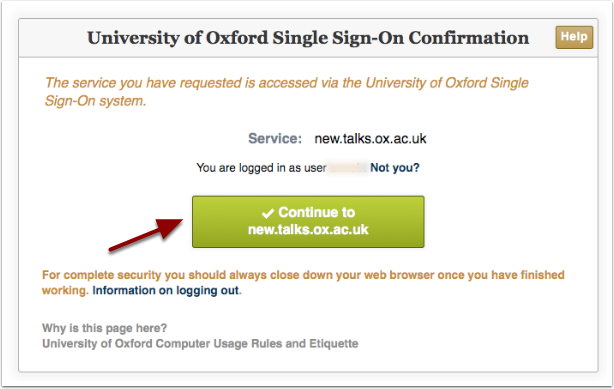 University of Oxford Single Sign-On Confirmation
Help
The service you have requested is accessed via the University of Oxford Single
Sign-On system.
Service: new.talks.ox.ac.uk
You are logged in as user Not you?
✔ Continue to
new.talks.ox.ac.uk
For complete security you should always close down your web browser once you have finished
working. Information on logging out.
Why is this page here?
University of Oxford Computer Usage Rules and Etiquette